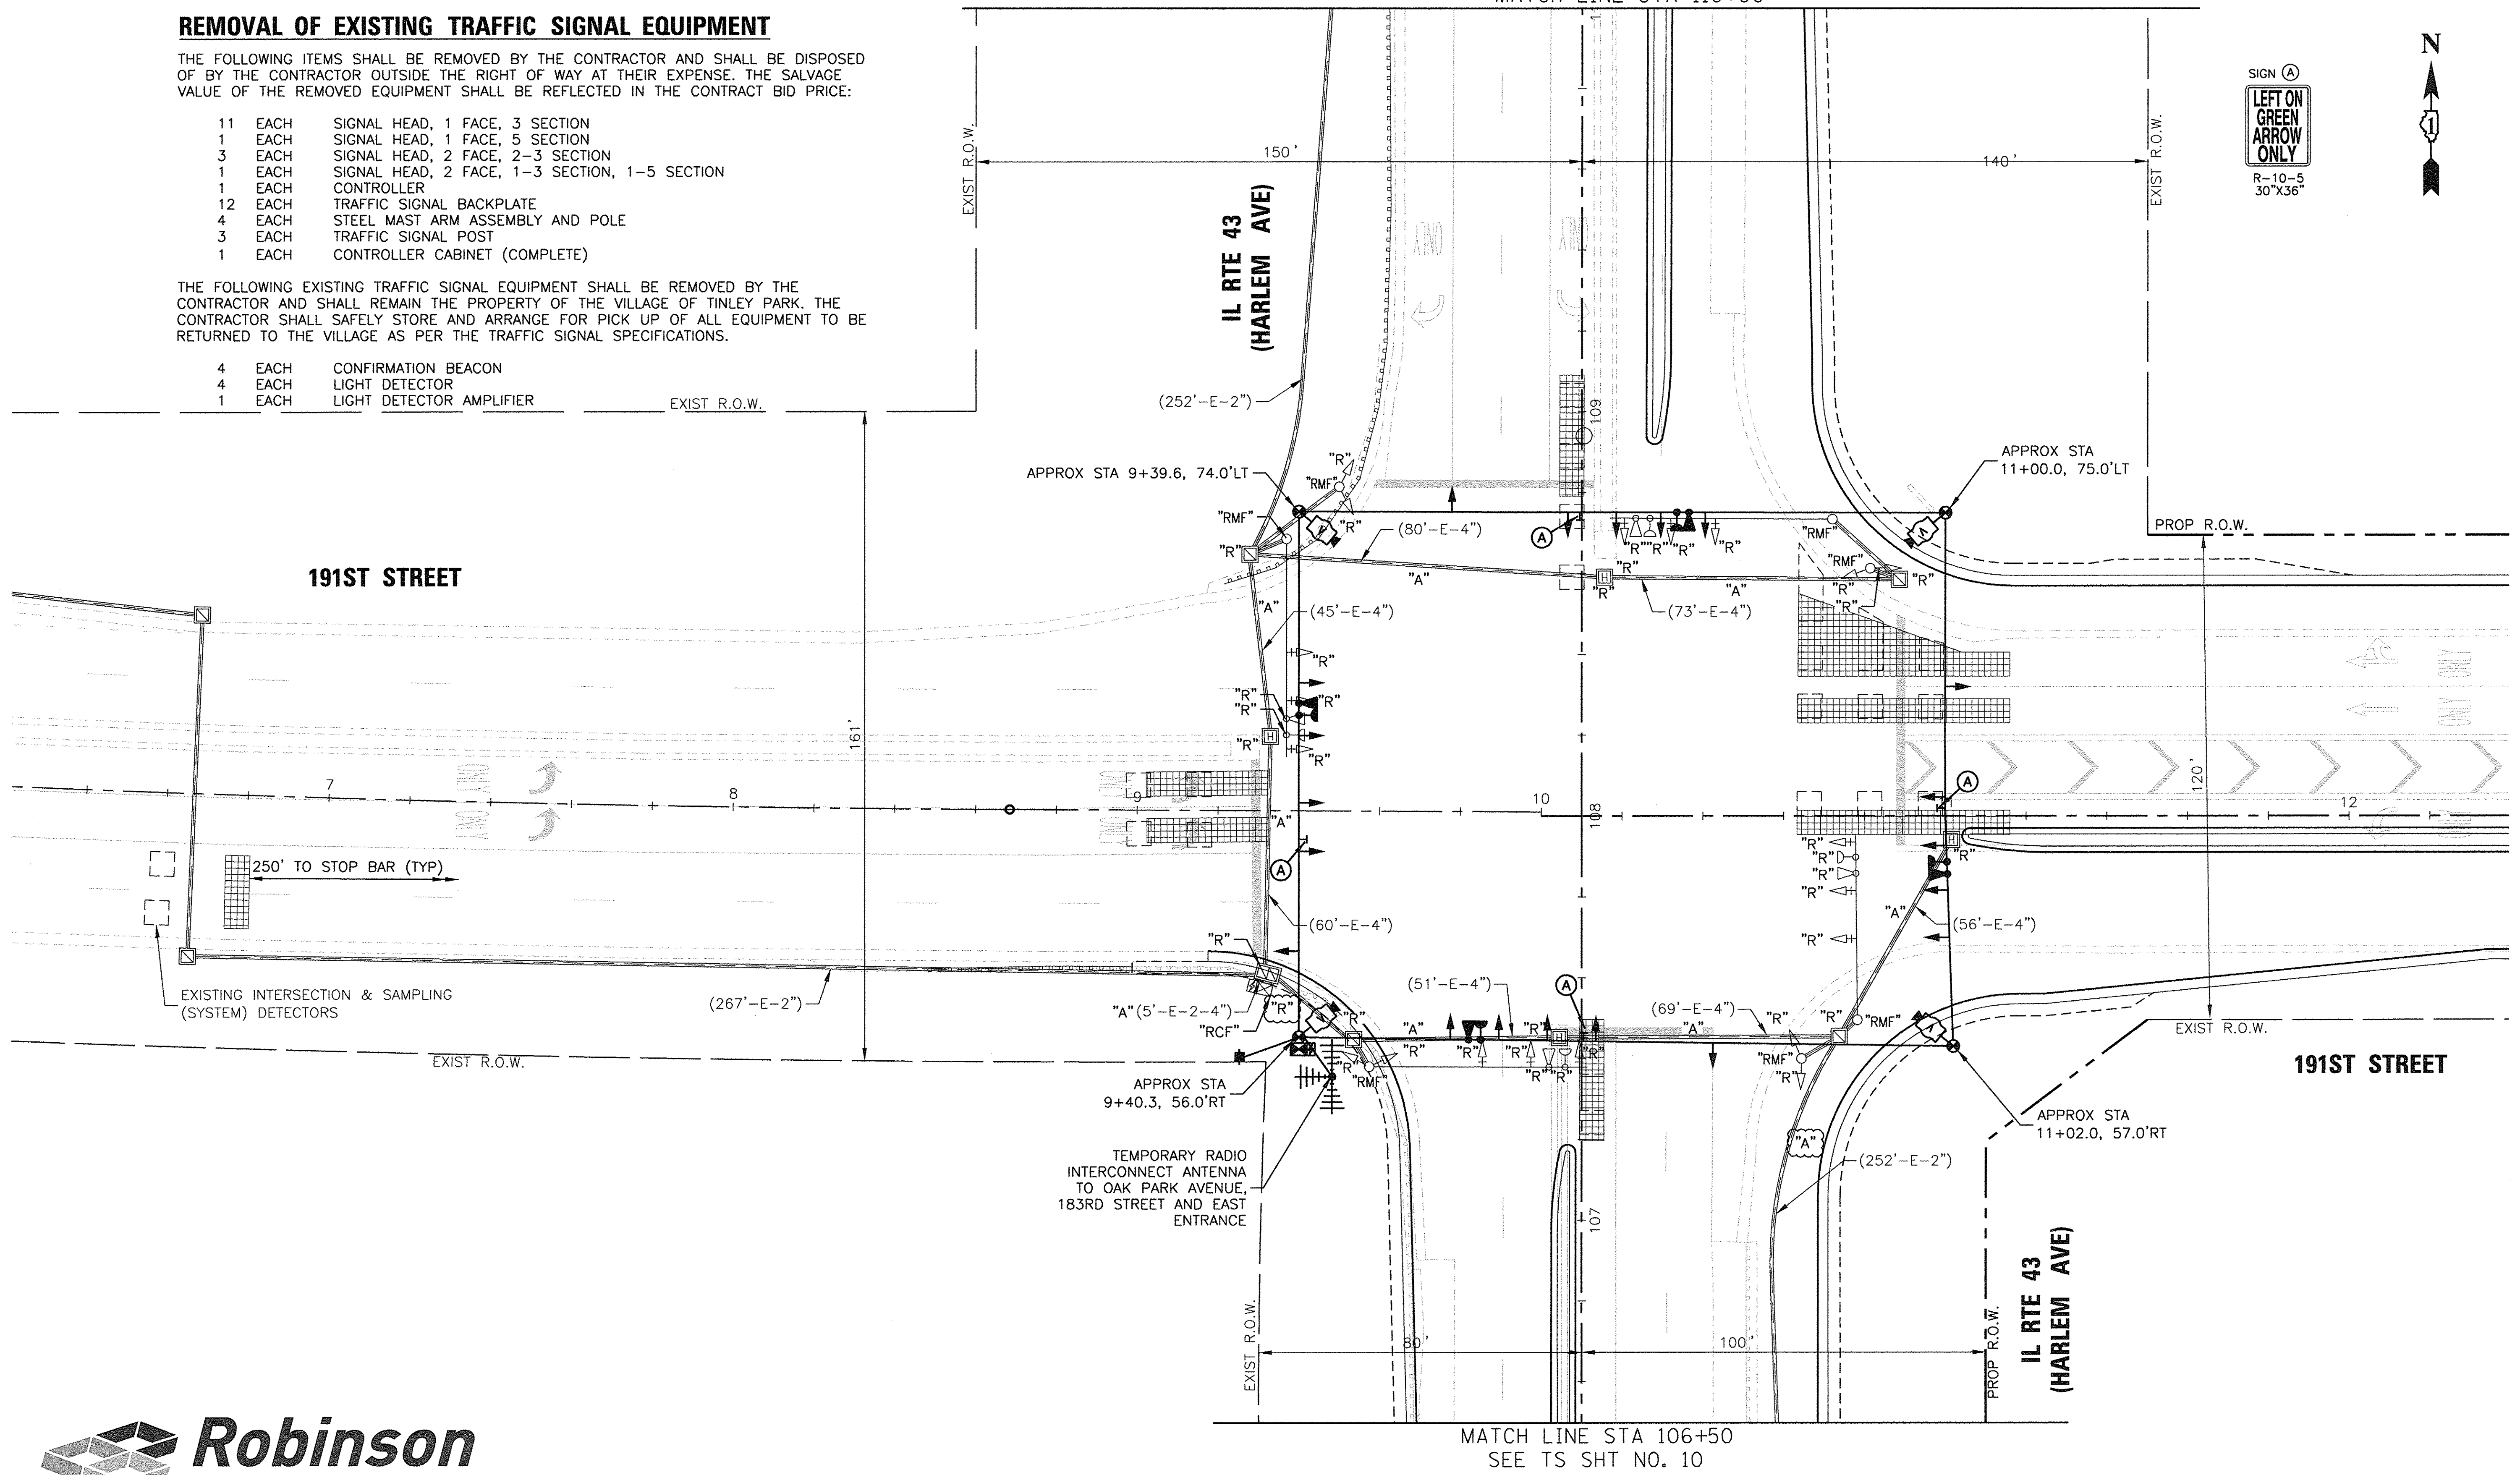 REMOVAL OF EXISTING TRAFFIC SIGNAL EQUIPMENT
THE FOLLOWING ITEMS SHALL BE REMOVED BY THE CONTRACTOR AND SHALL BE DISPOSED
OF BY THE CONTRACTOR OUTSIDE THE RIGHT OF WAY AT THEIR EXPENSE. THE SALVAGE
VALUE OF THE REMOVED EQUIPMENT SHALL BE REFLECTED IN THE CONTRACT BID PRICE:
11 EACH SIGNAL HEAD, 1 FACE, 3 SECTION
1 EACH SIGNAL HEAD, 1 FACE, 5 SECTION
3 EACH SIGNAL HEAD, 2 FACE, 2-3 SECTION
1 EACH SIGNAL HEAD, 2 FACE, 1-3 SECTION, 1-5 SECTION
1 EACH CONTROLLER
12 EACH TRAFFIC SIGNAL BACKPLATE
4 EACH STEEL MAST ARM ASSEMBLY AND POLE
3 EACH TRAFFIC SIGNAL POST
1 EACH CONTROLLER CABINET (COMPLETE)
THE FOLLOWING EXISTING TRAFFIC SIGNAL EQUIPMENT SHALL BE REMOVED BY THE
CONTRACTOR AND SHALL REMAIN THE PROPERTY OF THE VILLAGE OF TINLEY PARK. THE
CONTRACTOR SHALL SAFELY STORE AND ARRANGE FOR PICK UP OF ALL EQUIPMENT TO BE
RETURNED TO THE VILLAGE AS PER THE TRAFFIC SIGNAL SPECIFICATIONS.
4 EACH CONFIRMATION BEACON
4 EACH LIGHT DETECTOR
1 EACH LIGHT DETECTOR AMPLIFIER
EXIST R.O.W.
EXIST R.O.W.
150'
140'
EXIST R.O.W.
N
1
SIGN A
LEFT ON
GREEN
ARROW
ONLY
R-10-5
30"X36"
IL RTE 43
(HARLEM AVE)
ONLY
ONLY
(252'-E-2")
109
APPROX STA 9+39.6, 74.0'LT
APPROX STA
11+00.0, 75.0'LT
PROP R.O.W.
"R"
"RMF"
"RMF"
"R"
"R"
(80'-E-4")
A
"R"
"R"
"R"
"R"
"RMF"
"RMF"
"A"
"R"
"R"
"A"
"R"
"R"
"R"
(73'-E-4")
191ST STREET
"A"
(45'-E-4")
"R"
"R"
"R"
"R"
"R"
"R"
161'
120'
7
8
9
10
108
12
ONLY
ONLY
A
"A"
A
250' TO STOP BAR (TYP)
"R"
"R"
"R"
"R"
"R"
"A"
(60'-E-4")
(56'-E-4")
"R"
EXISTING INTERSECTION & SAMPLING
(SYSTEM) DETECTORS
(267'-E-2")
"A"(5'-E-2-4")
"R"
"RCF"
"R"
(51'-E-4")
A
(69'-E-4")
"A"
"R"
"R"
"A"
"R"
"R"
"RMF"
"R"
"R"
"R"
"R"
"R"
"R"
"RMF"
"RMF"
"R"
EXIST R.O.W.
EXIST R.O.W.
191ST STREET
APPROX STA
9+40.3, 56.0'RT
APPROX STA
11+02.0, 57.0'RT
TEMPORARY RADIO
INTERCONNECT ANTENNA
TO OAK PARK AVENUE,
183RD STREET AND EAST
ENTRANCE
"A"
(252'-E-2")
107
80'
100'
EXIST R.O.W.
PROP R.O.W.
IL RTE 43
(HARLEM AVE)
MATCH LINE STA 106+50
SEE TS SHT NO. 10
Robinson